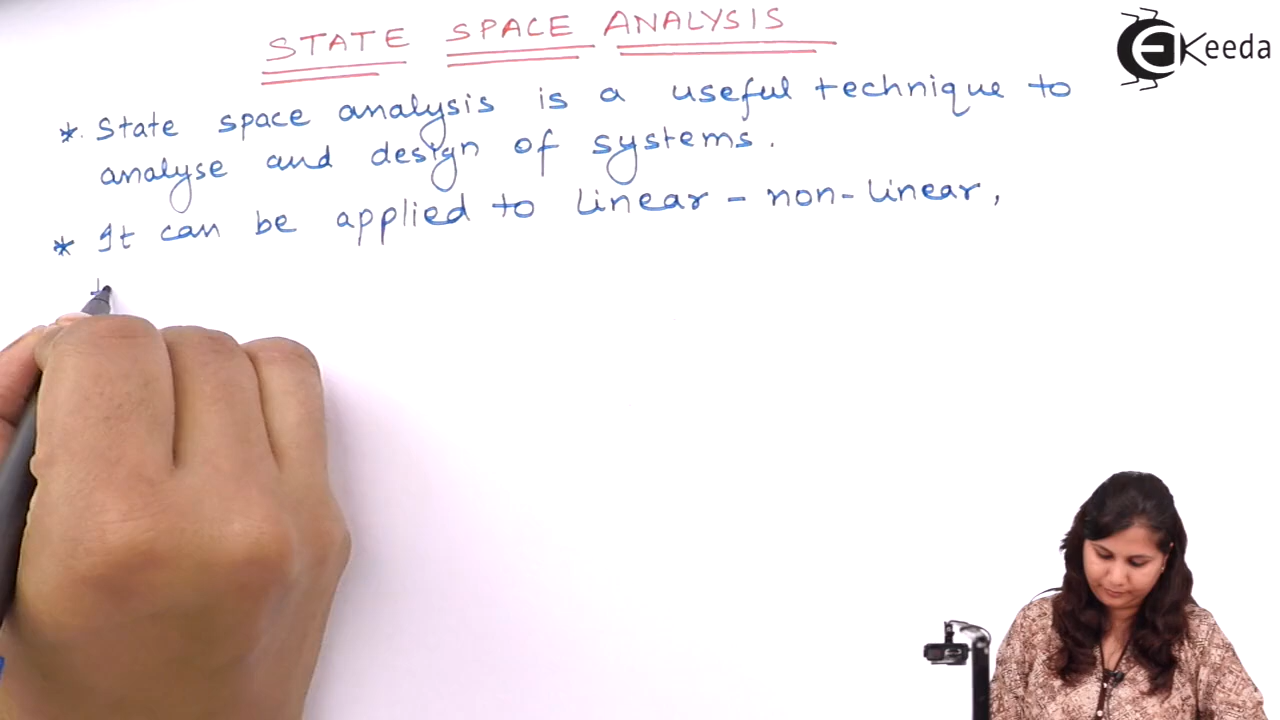 STATE SPACE ANALYSIS
Keeda
*. State space analysis is a useful technique to
analyse and design of systems.
* It can be applied to linear - non-linear,